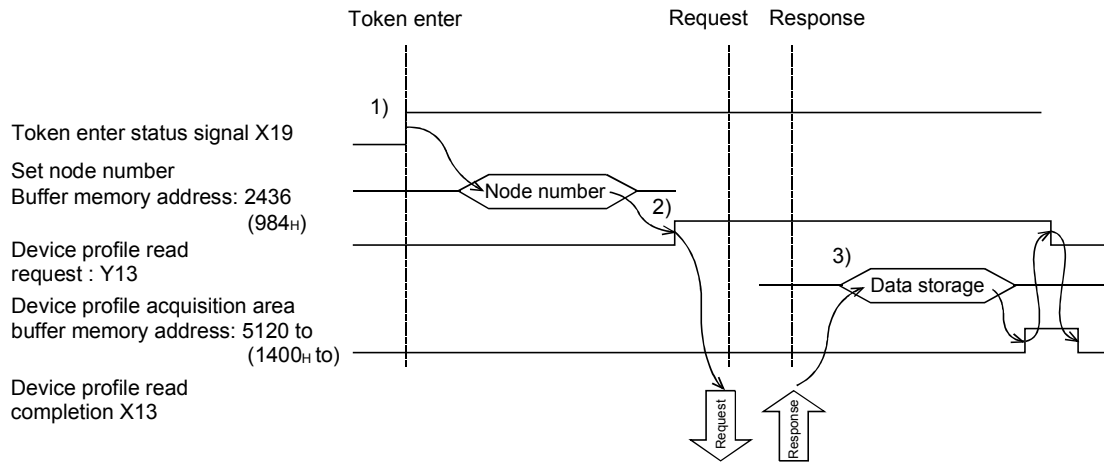 Token enter
Request
Response
1)
Token enter status signal X19
Set node number
Buffer memory address: 2436
(984H)
Node number
2)
Device profile read
request : Y13
3)
Data storage
Device profile acquisition area
buffer memory address: 5120 to
(1400H to)
Device profile read
completion X13
Request
Response